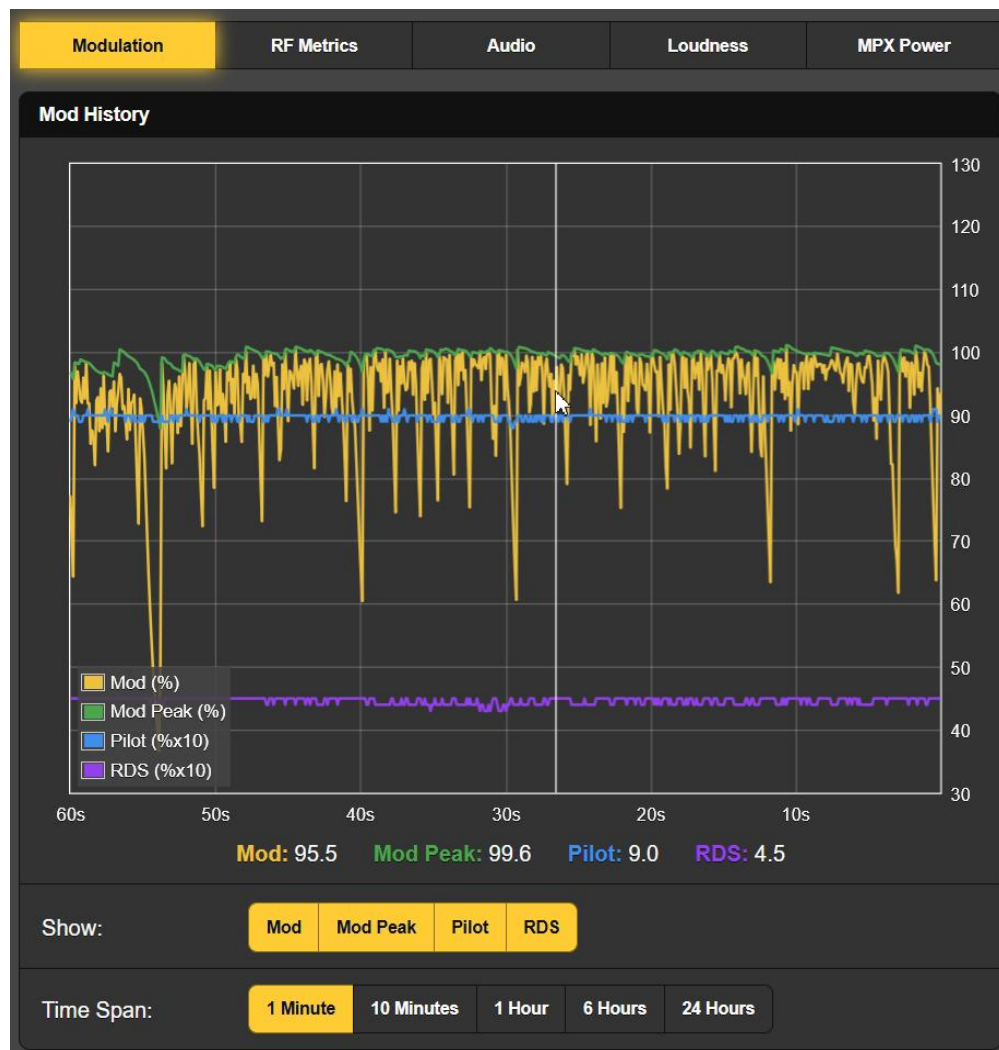 Modulation RF Metrics Audio Loudness MPX Power
Mod History
130
120
110
100
90
80
70
60
50
40
30
Mod (%)
Mod Peak (%)
Pilot (%x10)
RDS (%x10)
60s 50s 40s 30s 20s 10s
Mod: 95.5 Mod Peak: 99.6 Pilot: 9.0 RDS: 4.5
Show: Mod Mod Peak Pilot RDS
Time Span: 1 Minute 10 Minutes 1 Hour 6 Hours 24 Hours